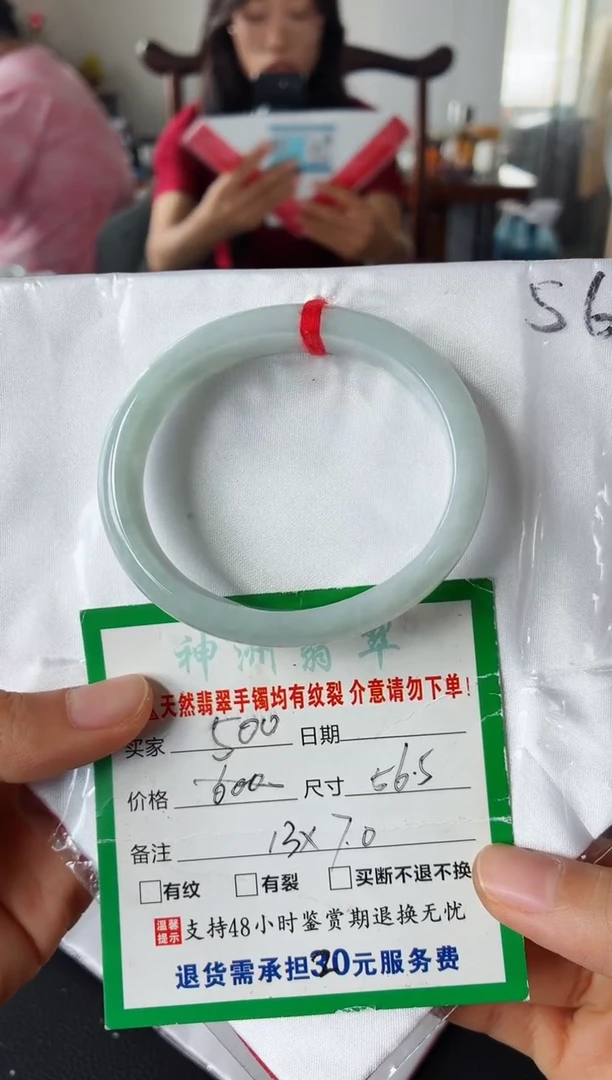 56
神洲翡翠
天然翡翠手镯均有纹裂 介意请勿下单!
买家 500 日期
价格 600 尺寸 56.5
备注 13×7.0
□有纹 □有裂 □买断不退不换
温馨提示 支持48小时鉴赏期退换无忧
退货需承担20元服务费